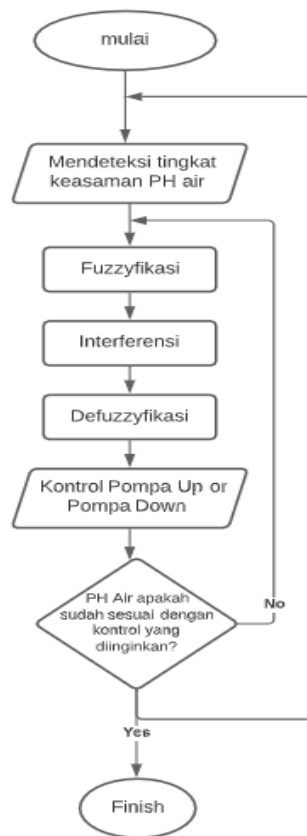 mulai
Mendeteksi tingkat
keasaman PH air
Fuzzyfikasi
Interferensi
Defuzzyfikasi
Kontrol Pompa Up or
Pompa Down
PH Air apakah
sudah sesuai dengan
kontrol yang
diinginkan?
No
Yes
Finish